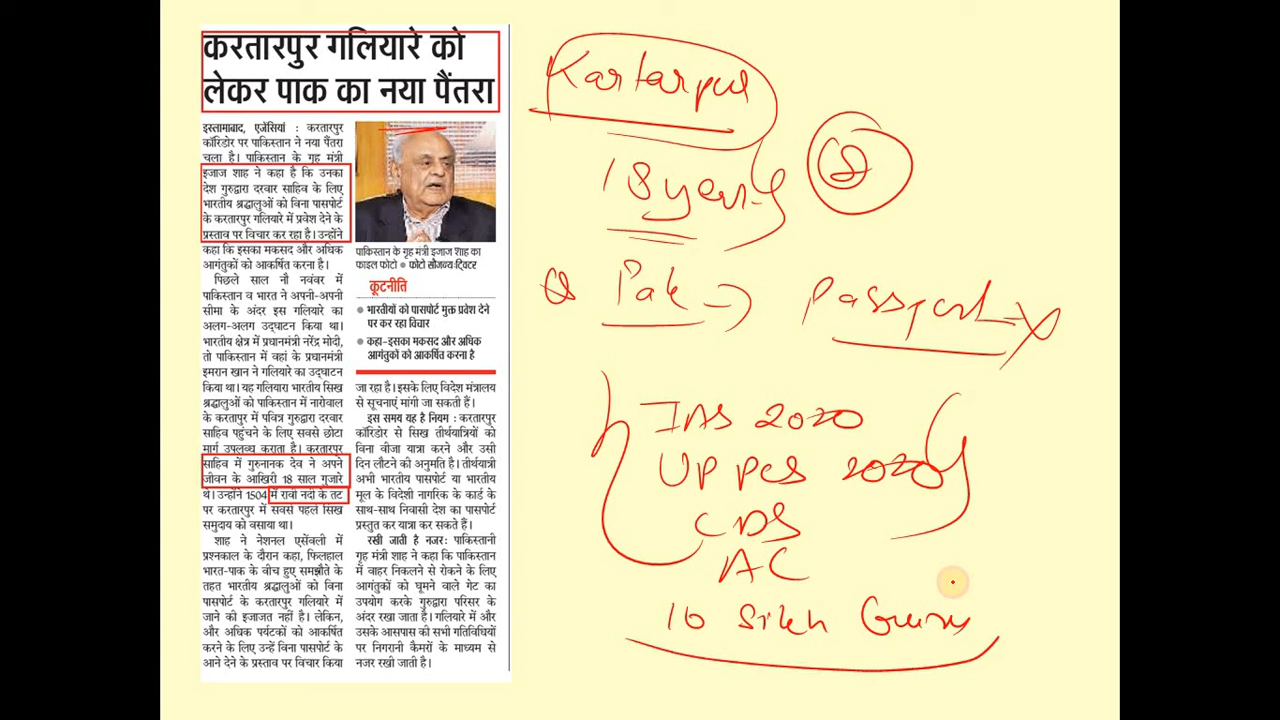 करतारपुर गलियारे को
लेकर पाक का नया पैंतरा
इस्लामाबाद, एजेंसियां : करतारपुर
कॉरिडोर पर पाकिस्तान ने नया पैंतरा
चला है। पाकिस्तान के गृह मंत्री
इजाज शाह ने कहा है कि उनका
देश गुरुद्वारा दरबार साहिब के लिए
भारतीय श्रद्धालुओं को बिना पासपोर्ट
के करतारपुर गलियारे में प्रवेश देने के
प्रस्ताव पर विचार कर रहा है। उन्होंने
कहा कि इसका मकसद और अधिक
आगंतुकों को आकर्षित करना है।
पिछले साल नौ नवंबर में
पाकिस्तान व भारत ने अपनी-अपनी
सीमा के अंदर इस गलियारे का
अलग-अलग उद्घाटन किया था।
भारतीय क्षेत्र में प्रधानमंत्री नरेंद्र मोदी,
तो पाकिस्तान में वहां के प्रधानमंत्री
इमरान खान ने गलियारे का उद्घाटन
किया था। यह गलियारा भारतीय सिख
श्रद्धालुओं को पाकिस्तान में नारोवाल
के करतापुर में पवित्र गुरुद्वारा दरबार
साहिब पहुंचने के लिए सबसे छोटा
मार्ग उपलब्ध कराता है। करतारपुर
साहिब में गुरुनानक देव ने अपने
जीवन के आखिरी 18 साल गुजारे
थे। उन्होंने 1504 में रावी नदी के तट
पर करतारपुर में सबसे पहले सिख
समुदाय को बसाया था।
शाह ने नेशनल एसेंबली में
प्रश्नकाल के दौरान कहा, फिलहाल
भारत-पाक के बीच हुए समझौते के
तहत भारतीय श्रद्धालुओं को बिना
पासपोर्ट के करतारपुर गलियारे में
जाने की इजाजत नहीं है। लेकिन,
और अधिक पर्यटकों को आकर्षित
करने के लिए उन्हें बिना पासपोर्ट के
आने देने के प्रस्ताव पर विचार किया
पाकिस्तान के गृह मंत्री इजाज शाह का
फाइल फोटो ● फोटो सौजन्य-ट्विटर
कूटनीति
● भारतीयों को पासपोर्ट मुक्त प्रवेश देने
पर कर रहा विचार
● कहा-इसका मकसद और अधिक
आगंतुकों को आकर्षित करना है
जा रहा है। इसके लिए विदेश मंत्रालय
से सूचनाएं मांगी जा सकती हैं।
इस समय यह है नियम : करतारपुर
कॉरिडोर से सिख तीर्थयात्रियों को
बिना वीजा यात्रा करने और उसी
दिन लौटने की अनुमति है। तीर्थयात्री
अभी भारतीय पासपोर्ट या भारतीय
मूल के विदेशी नागरिक के कार्ड के
साथ-साथ निवासी देश का पासपोर्ट
प्रस्तुत कर यात्रा कर सकते हैं।
रखी जाती है नजर : पाकिस्तानी
गृह मंत्री शाह ने कहा कि पाकिस्तान
में बाहर निकलने से रोकने के लिए
आगंतुकों को घूमने वाले गेट का
उपयोग करके गुरुद्वारा परिसर के
अंदर रखा जाता है। गलियारे में और
उसके आसपास की सभी गतिविधियों
पर निगरानी कैमरों के माध्यम से
नजर रखी जाती है।
Kartarpur
18 years
Pak → Passport
IAS 2020
UP PCS 2020
CDS
AC
10 Sikh Gurus